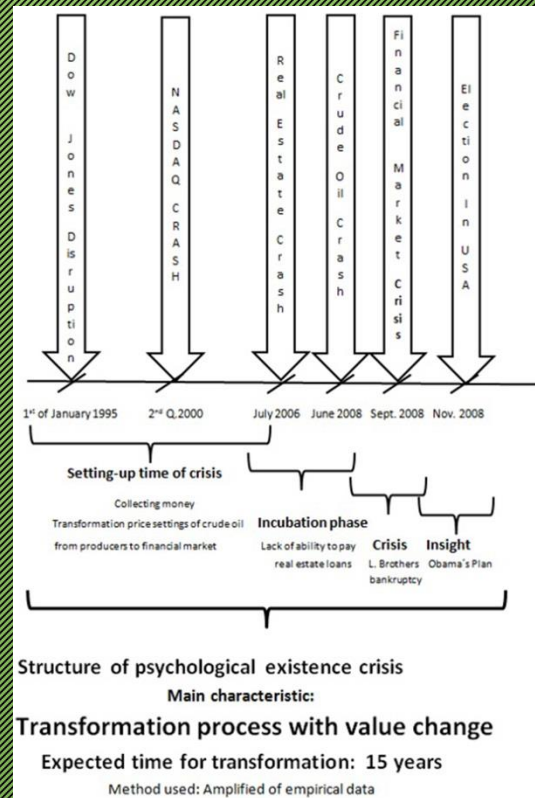 Dow Jones Disruption
NASDAQ CRASH
Real Estate Crash
Crude Oil Crash
Financial Market Crisis
Election In USA
1st of January 1995
2nd Q.2000
July 2006
June 2008
Sept. 2008
Nov. 2008
Setting-up time of crisis
Collecting money
Transformation price settings of crude oil
from producers to financial market
Incubation phase
Lack of ability to pay
real estate loans
Crisis
L. Brothers
bankruptcy
Insight
Obama's Plan
Structure of psychological existence crisis
Main characteristic:
Transformation process with value change
Expected time for transformation: 15 years
Method used: Amplified of empirical data